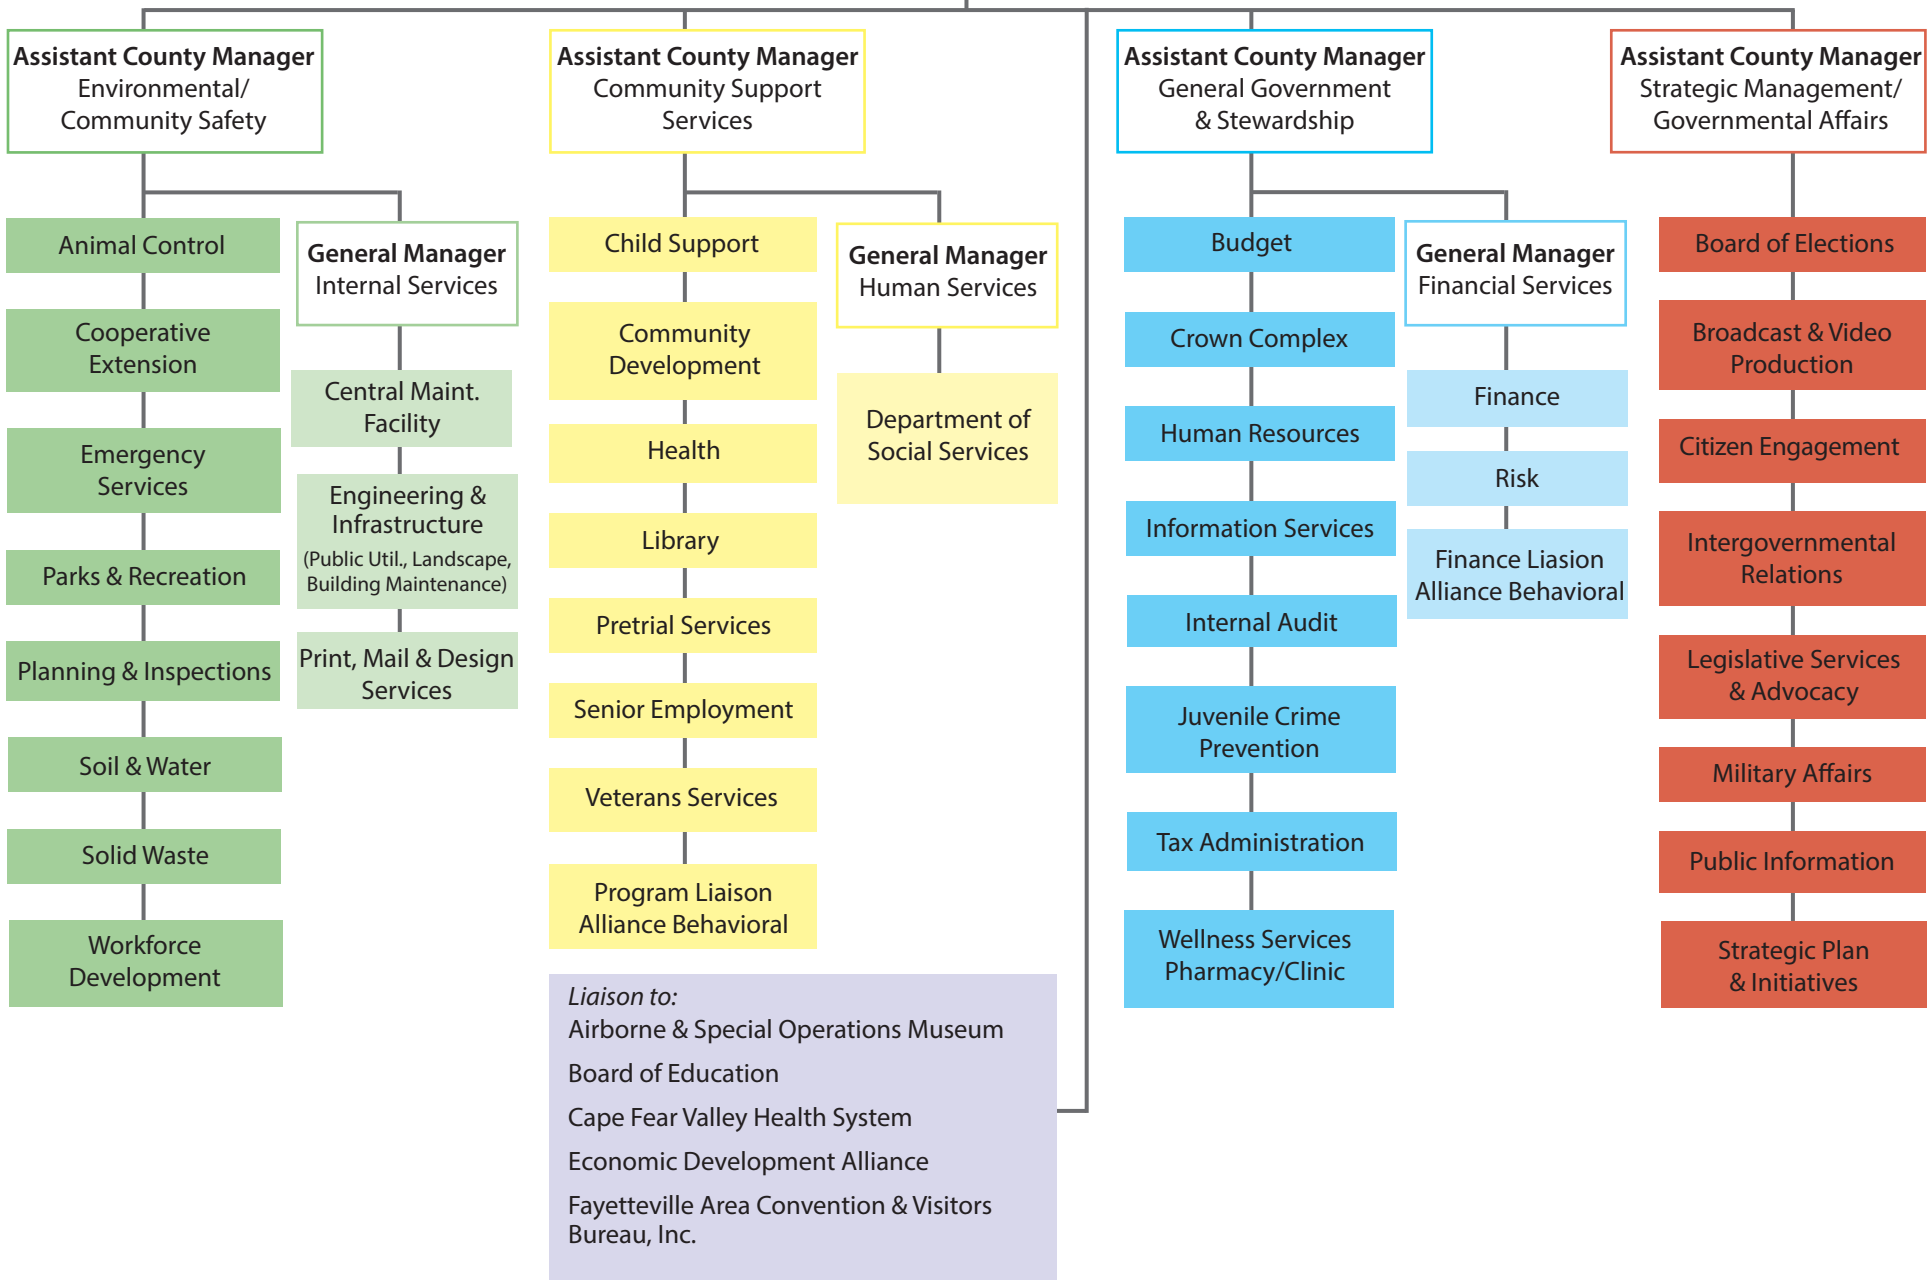 Assistant County Manager
Environmental/
Community Safety
Animal Control
Cooperative
Extension
Emergency
Services
Parks & Recreation
Planning & Inspections
Soil & Water
Solid Waste
Workforce
Development
General Manager
Internal Services
Central Maint.
Facility
Engineering &
Infrastructure
(Public Util., Landscape,
Building Maintenance)
Print, Mail & Design
Services
Assistant County Manager
Community Support
Services
Child Support
Community
Development
Health
Library
Pretrial Services
Senior Employment
Veterans Services
Program Liaison
Alliance Behavioral
General Manager
Human Services
Department of
Social Services
Liaison to:
Airborne & Special Operations Museum
Board of Education
Cape Fear Valley Health System
Economic Development Alliance
Fayetteville Area Convention & Visitors
Bureau, Inc.
Assistant County Manager
General Government
& Stewardship
Budget
Crown Complex
Human Resources
Information Services
Internal Audit
Juvenile Crime
Prevention
Tax Administration
Wellness Services
Pharmacy/Clinic
General Manager
Financial Services
Finance
Risk
Finance Liasion
Alliance Behavioral
Assistant County Manager
Strategic Management/
Governmental Affairs
Board of Elections
Broadcast & Video
Production
Citizen Engagement
Intergovernmental
Relations
Legislative Services
& Advocacy
Military Affairs
Public Information
Strategic Plan
& Initiatives